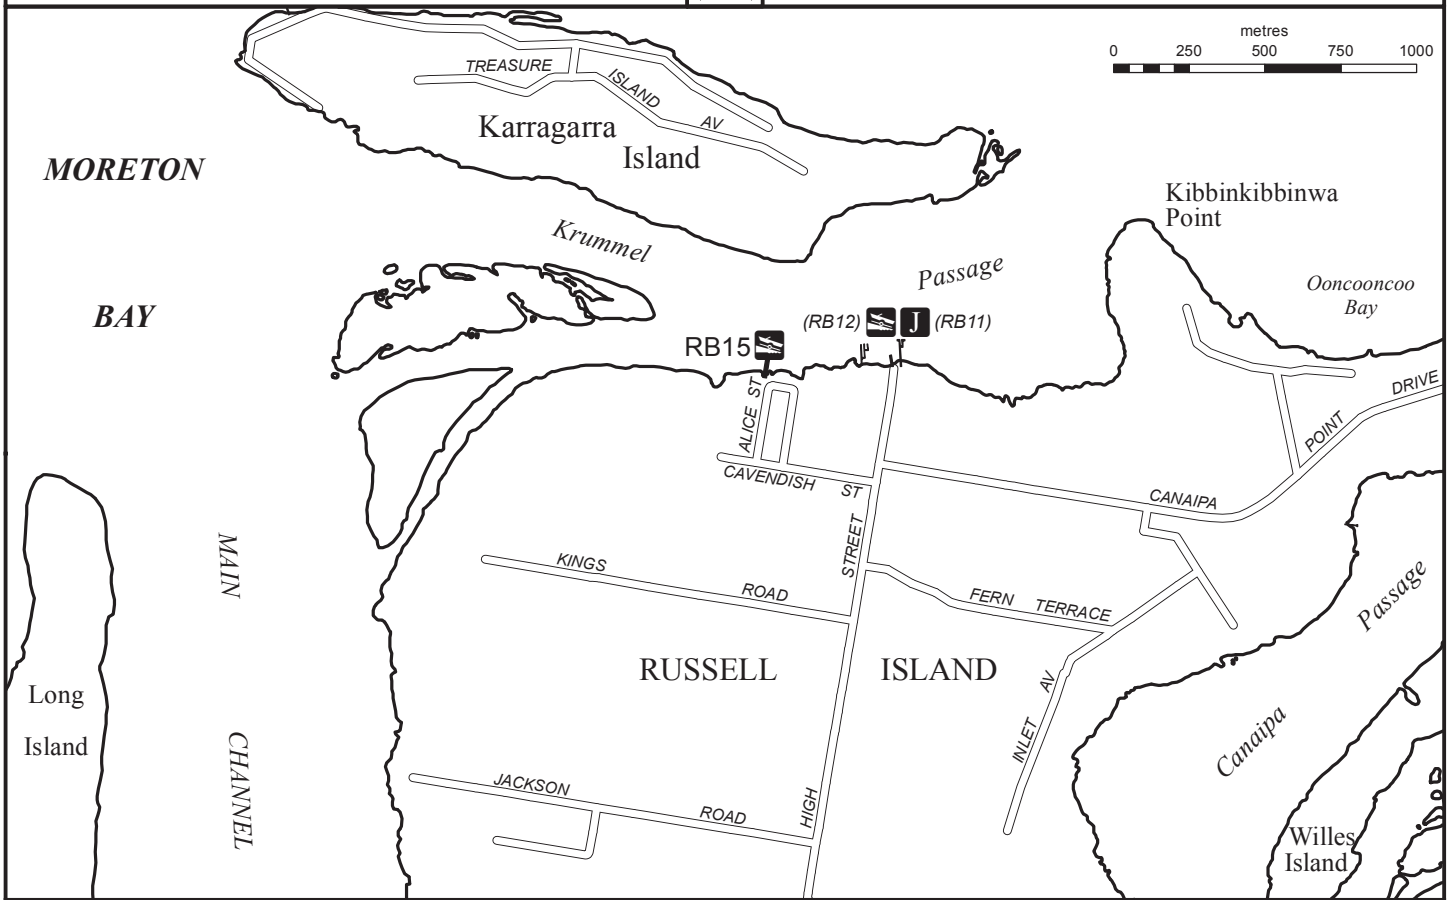 metres
0 250 500 750 1000
TREASURE
ISLAND
AV
Karragarra
Island
MORETON
Kibbinkibbinwa
Point
Krummel
Passage
Ooncooncoo
Bay
BAY
(RB12)
J
(RB11)
RB15
DRIVE
POINT
ALICE ST
CAVENDISH ST
CANAIPA
STREET
MAIN
KINGS
ROAD
FERN TERRACE
Passage
RUSSELL ISLAND
AV
Long
Island
INLET
Canaipa
CHANNEL
JACKSON
ROAD
HIGH
Willes
Island